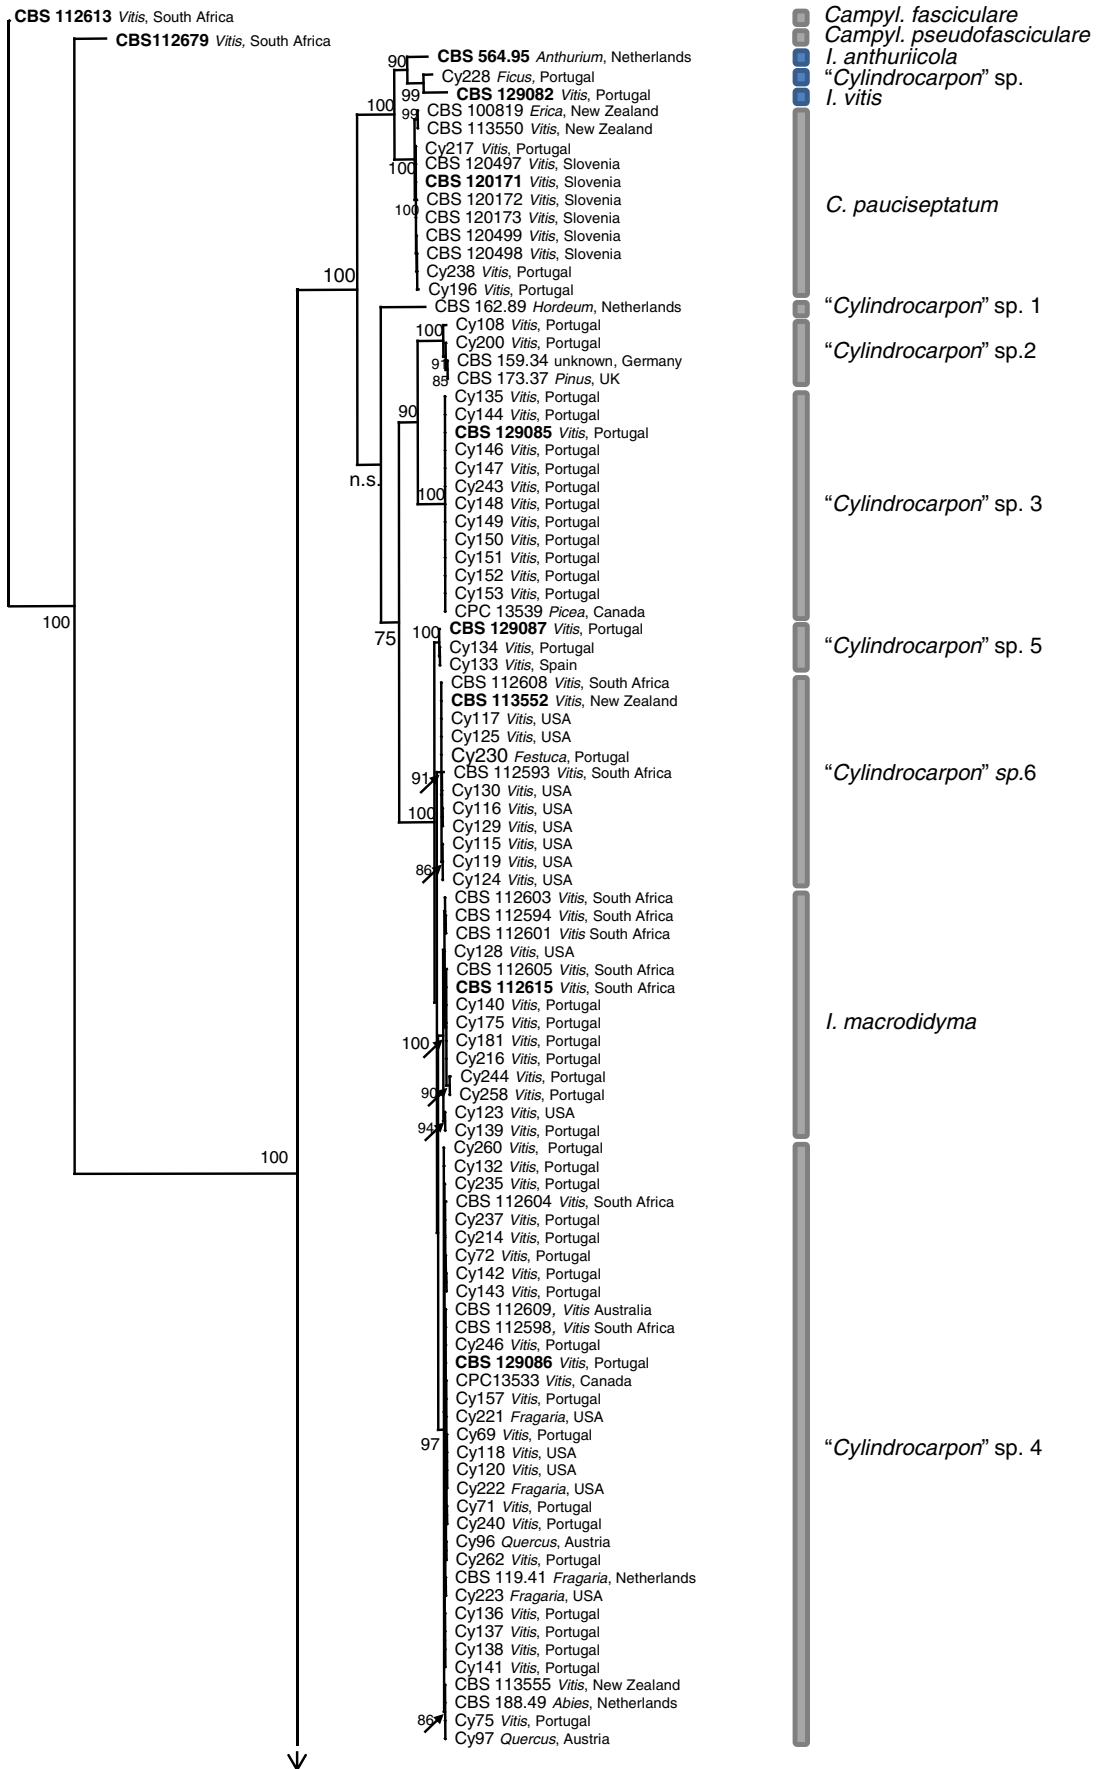 CBS 112613 Vitis, South Africa
Campyl. fasciculare
CBS112679 Vitis, South Africa
Campyl. pseudofasciculare
90
CBS 564.95 Anthurium, Netherlands
I. anthuriicola
Cy228 Ficus, Portugal
“Cylindrocarpon” sp.
99
CBS 129082 Vitis, Portugal
I. vitis
100
99
CBS 100819 Erica, New Zealand
CBS 113550 Vitis, New Zealand
Cy217 Vitis, Portugal
100
CBS 120497 Vitis, Slovenia
CBS 120171 Vitis, Slovenia
CBS 120172 Vitis, Slovenia
C. pauciseptatum
100
CBS 120173 Vitis, Slovenia
CBS 120499 Vitis, Slovenia
CBS 120498 Vitis, Slovenia
100
Cy238 Vitis, Portugal
Cy196 Vitis, Portugal
CBS 162.89 Hordeum, Netherlands
“Cylindrocarpon” sp. 1
100
Cy108 Vitis, Portugal
Cy200 Vitis, Portugal
“Cylindrocarpon” sp.2
91
CBS 159.34 unknown, Germany
85
CBS 173.37 Pinus, UK
Cy135 Vitis, Portugal
90
Cy144 Vitis, Portugal
CBS 129085 Vitis, Portugal
Cy146 Vitis, Portugal
n.s.
Cy147 Vitis, Portugal
Cy243 Vitis, Portugal
100
Cy148 Vitis, Portugal
“Cylindrocarpon” sp. 3
Cy149 Vitis, Portugal
Cy150 Vitis, Portugal
Cy151 Vitis, Portugal
Cy152 Vitis, Portugal
Cy153 Vitis, Portugal
CPC 13539 Picea, Canada
100
75
100
CBS 129087 Vitis, Portugal
Cy134 Vitis, Portugal
“Cylindrocarpon” sp. 5
Cy133 Vitis, Spain
CBS 112608 Vitis, South Africa
CBS 113552 Vitis, New Zealand
Cy117 Vitis, USA
Cy125 Vitis, USA
Cy230 Festuca, Portugal
91
CBS 112593 Vitis, South Africa
“Cylindrocarpon” sp.6
Cy130 Vitis, USA
100
Cy116 Vitis, USA
Cy129 Vitis, USA
Cy115 Vitis, USA
86
Cy119 Vitis, USA
Cy124 Vitis, USA
CBS 112603 Vitis, South Africa
CBS 112594 Vitis, South Africa
CBS 112601 Vitis South Africa
Cy128 Vitis, USA
CBS 112605 Vitis, South Africa
CBS 112615 Vitis, South Africa
Cy140 Vitis, Portugal
Cy175 Vitis, Portugal
I. macrodidyma
100
Cy181 Vitis, Portugal
Cy216 Vitis, Portugal
Cy244 Vitis, Portugal
90
Cy258 Vitis, Portugal
Cy123 Vitis, USA
94
Cy139 Vitis, Portugal
Cy260 Vitis, Portugal
100
Cy132 Vitis, Portugal
Cy235 Vitis, Portugal
CBS 112604 Vitis, South Africa
Cy237 Vitis, Portugal
Cy214 Vitis, Portugal
Cy72 Vitis, Portugal
Cy142 Vitis, Portugal
Cy143 Vitis, Portugal
CBS 112609, Vitis Australia
CBS 112598, Vitis South Africa
Cy246 Vitis, Portugal
CBS 129086 Vitis, Portugal
CPC13533 Vitis, Canada
Cy157 Vitis, Portugal
Cy221 Fragaria, USA
Cy69 Vitis, Portugal
97
Cy118 Vitis, USA
“Cylindrocarpon” sp. 4
Cy120 Vitis, USA
Cy222 Fragaria, USA
Cy71 Vitis, Portugal
Cy240 Vitis, Portugal
Cy96 Quercus, Austria
Cy262 Vitis, Portugal
CBS 119.41 Fragaria, Netherlands
Cy223 Fragaria, USA
Cy136 Vitis, Portugal
Cy137 Vitis, Portugal
Cy138 Vitis, Portugal
Cy141 Vitis, Portugal
CBS 113555 Vitis, New Zealand
CBS 188.49 Abies, Netherlands
86
Cy75 Vitis, Portugal
Cy97 Quercus, Austria